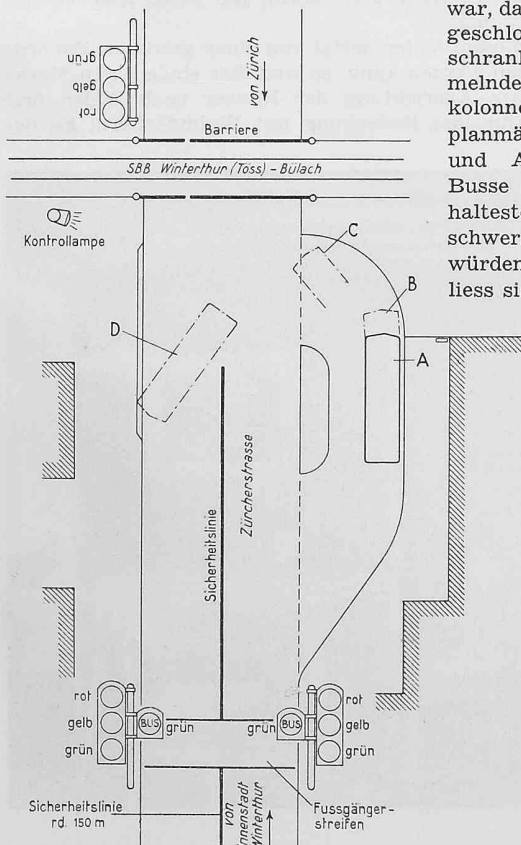 war, da
geschlo
schrank
melnde
kolonne
planmä
und A
Busse
haltest
schwer
würden
liess si
grün
gelb
rot
von Zürich
Barriere
SBB Winterthur (Töss) – Bülach
Kontrollampe
C
B
D
A
Zürcherstrasse
Sicherheitslinie
rot
gelb
grün
BUS
grün
grün
BUS
rot
gelb
grün
Sicherheitslinie
rd. 150 m
von
Innenstadt
Winterthur
Fussgänger-
streifen